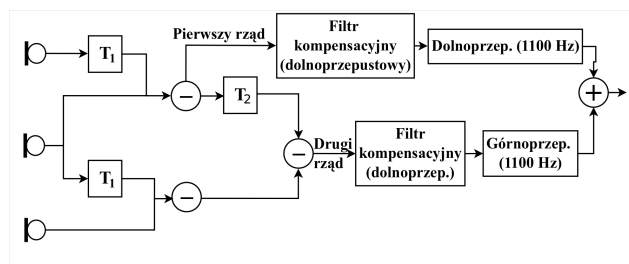 Pierwszy rząd
Filtr
kompensacyjny
(dolnoprzepustowy)
Dolnoprzep. (1100 Hz)
T1
−
T2
+
−
Drugi
rząd
Filtr
kompensacyjny
(dolnoprzep.)
Górnoprzep.
(1100 Hz)
T1
−